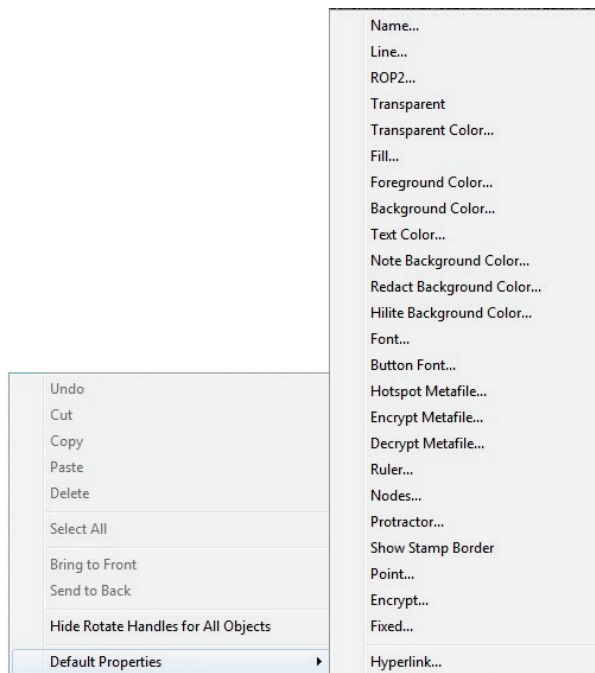 Undo
Cut
Copy
Paste
Delete
Select All
Bring to Front
Send to Back
Hide Rotate Handles for All Objects
Default Properties
Name...
Line...
ROP2...
Transparent
Transparent Color...
Fill...
Foreground Color...
Background Color...
Text Color...
Note Background Color...
Redact Background Color...
Hilite Background Color...
Font...
Button Font...
Hotspot Metafile...
Encrypt Metafile...
Decrypt Metafile...
Ruler...
Nodes...
Protractor...
Show Stamp Border
Point...
Encrypt...
Fixed...
Hyperlink...